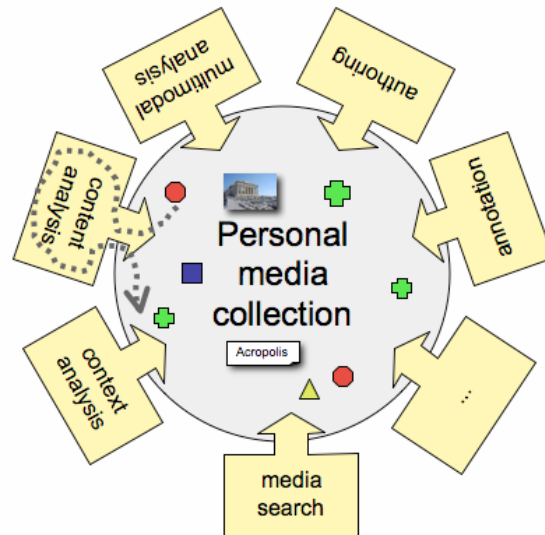 multimodal
analysis
authoring
content
analysis
annotation
Personal
media
collection
Acropolis
context
analysis
...
media
search